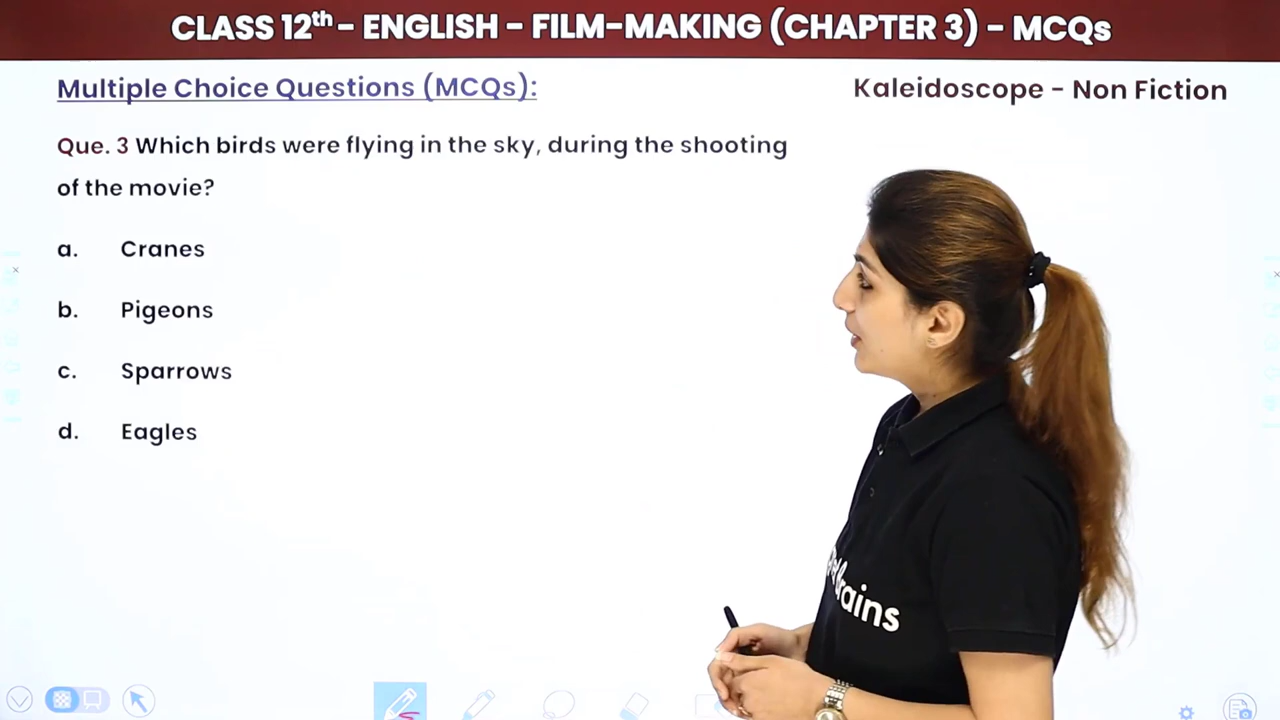 CLASS 12th - ENGLISH - FILM-MAKING (CHAPTER 3) - MCQs
Multiple Choice Questions (MCQs):
Kaleidoscope - Non Fiction
Que. 3 Which birds were flying in the sky, during the shooting
of the movie?
a. Cranes
b. Pigeons
c. Sparrows
d. Eagles